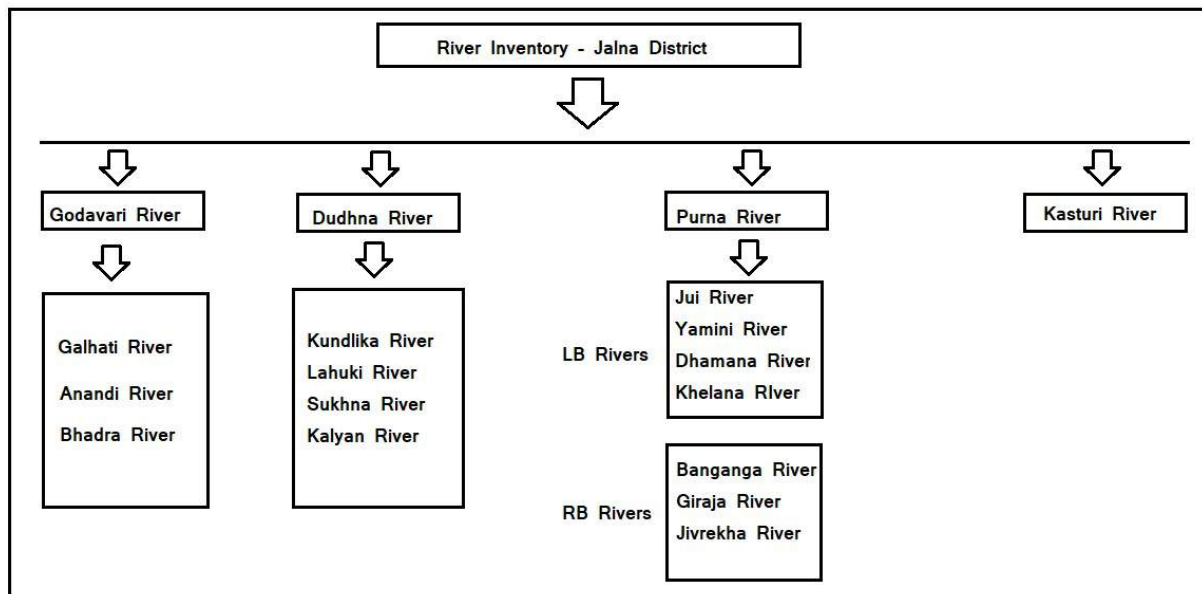 River Inventory - Jalna District
Godavari River
Dudhna River
Purna River
Kasturi River
Galhati River
Anandi River
Bhadra River
Kundlika River
Lahuki River
Sukhna River
Kalyan River
LB Rivers
Jui River
Yamini River
Dhamana River
Khelana RIver
RB Rivers
Banganga River
Giraja River
Jivrekha River